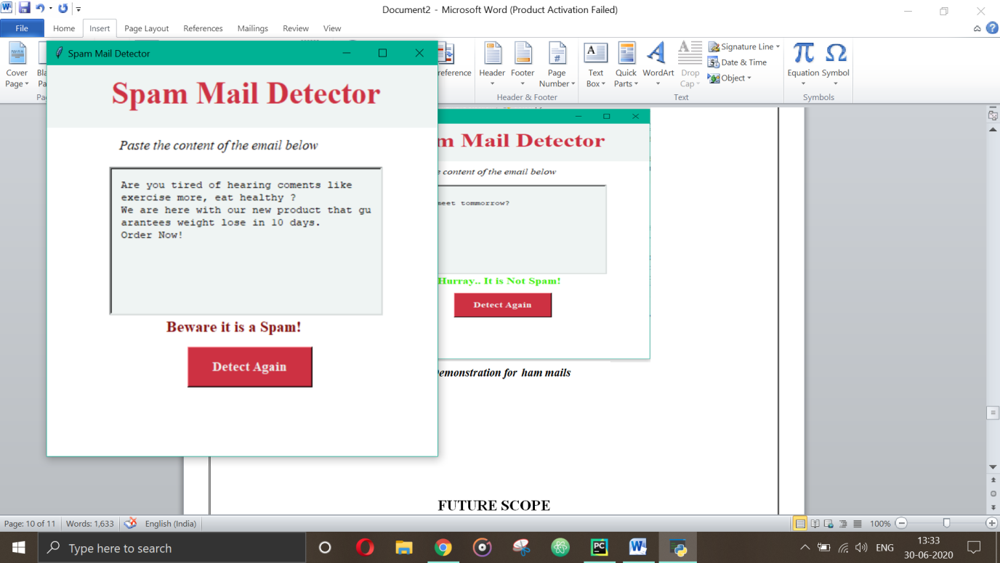 Document2 - Microsoft Word (Product Activation Failed)
File Home Insert Page Layout References Mailings Review View
Cover Page
Header
Footer
Page Number
Text Box
Quick Parts
WordArt
Drop Cap
Signature Line
Date & Time
Object
Equation
Symbol
Header & Footer
Text
Symbols
Spam Mail Detector
Spam Mail Detector
Paste the content of the email below
Are you tired of hearing coments like
exercise more, eat healthy ?
We are here with our new product that gu
arantees weight lose in 10 days.
Order Now!
Beware it is a Spam!
Detect Again
m Mail Detector
content of the email below
meet tommorrow?
Hurray.. It is Not Spam!
Detect Again
emonstration for ham mails
FUTURE SCOPE
Page: 10 of 11 Words: 1,633 English (India) 100%
Type here to search
PC
W
ENG
13:33
30-06-2020